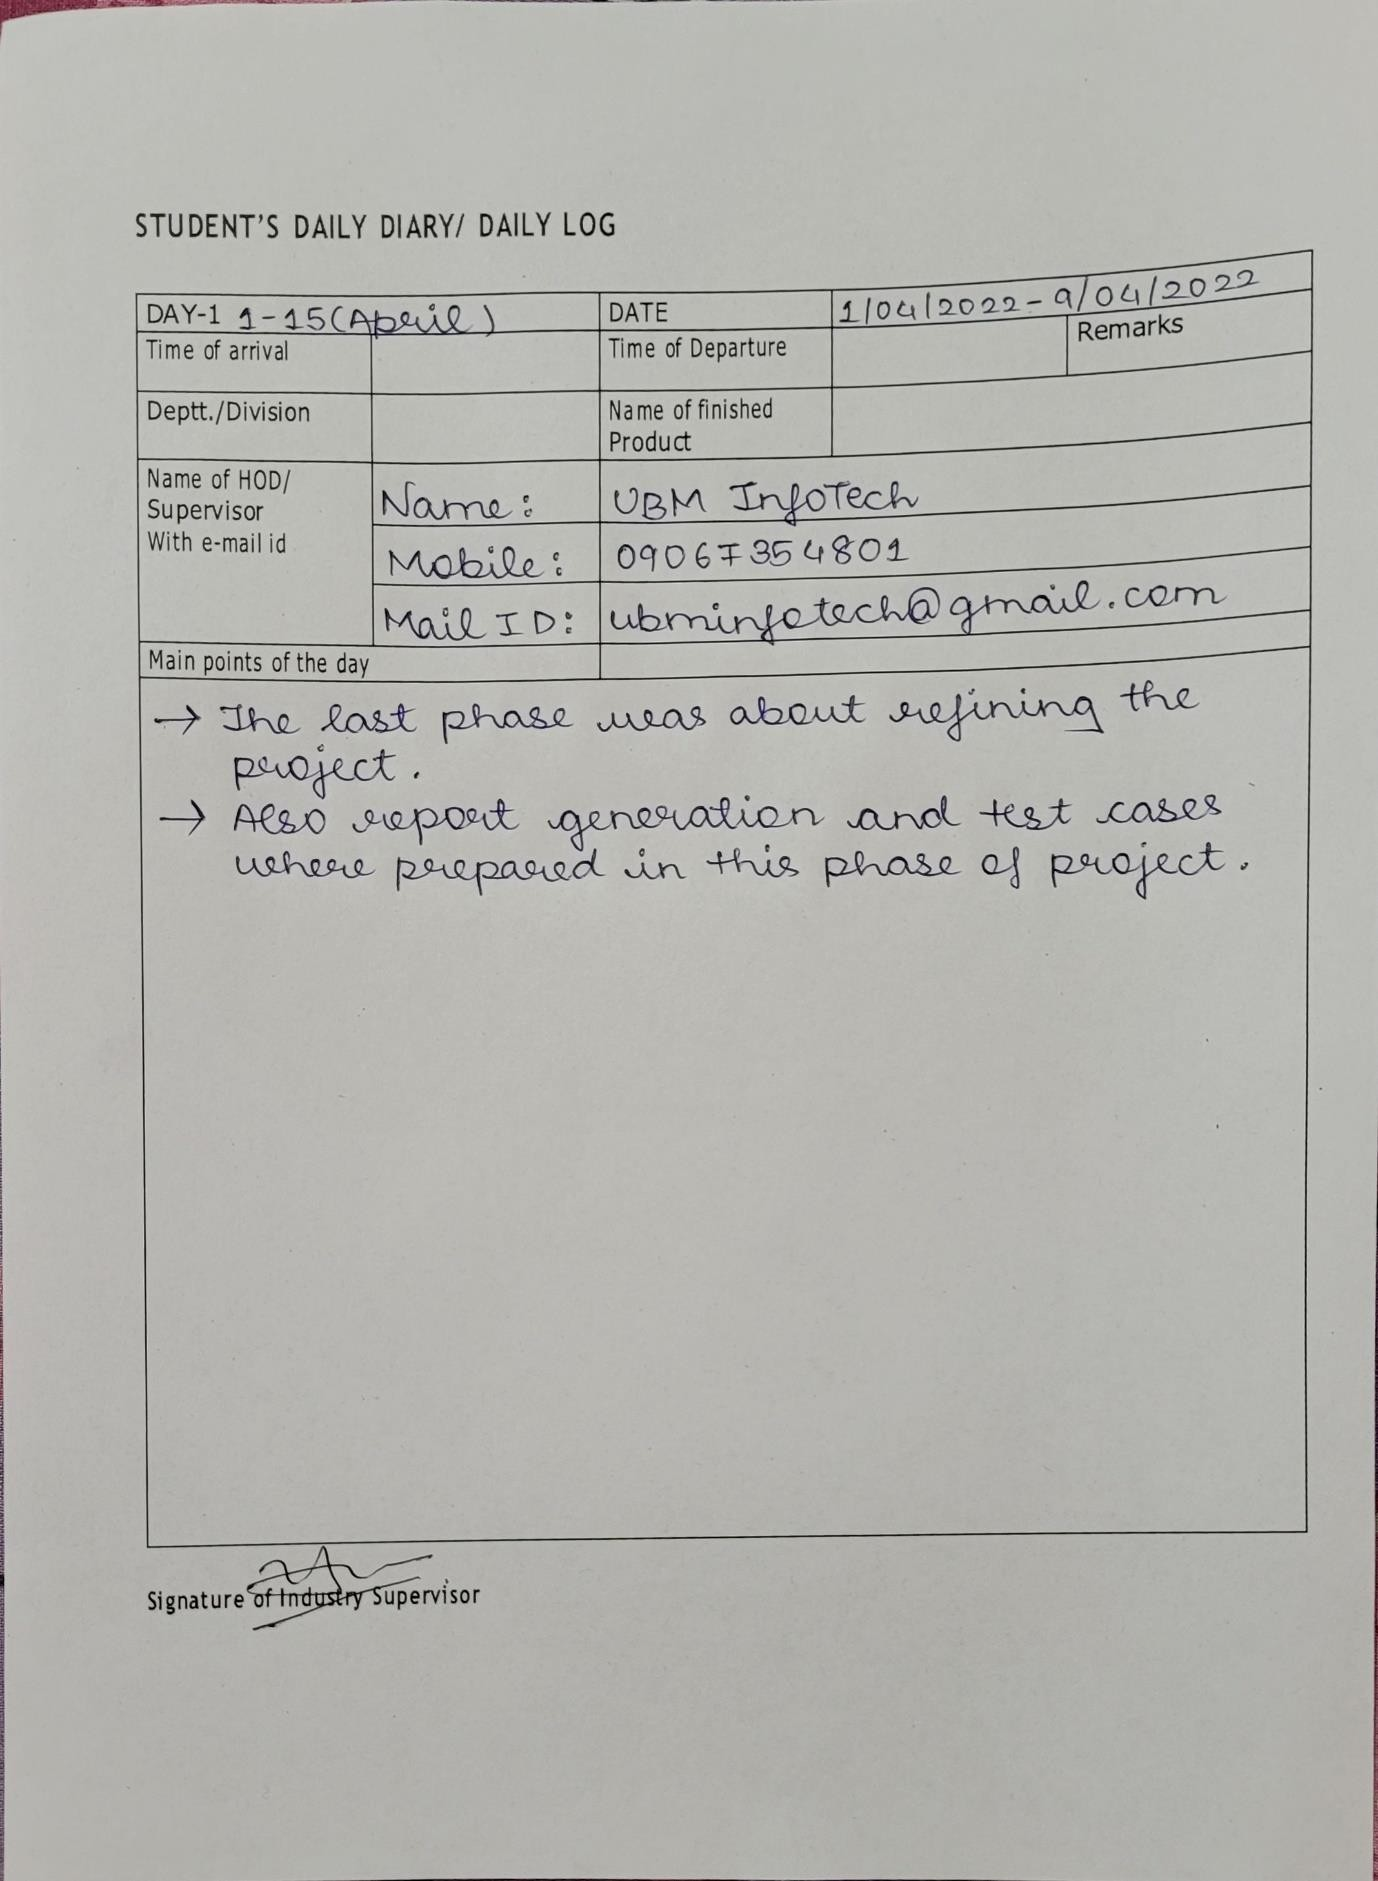 STUDENT'S DAILY DIARY/ DAILY LOG
DAY-1 1-15(April) DATE 1/04/2022-9/04/2022
Time of arrival Time of Departure Remarks
Deptt./Division Name of finished
Product
Name of HOD/
Supervisor
With e-mail id
Name: UBM InfoTech
Mobile: 09067354801
Mail ID: ubminfotech@gmail.com
Main points of the day
→ The last phase was about refining the
project.
→ Also report generation and test cases
where prepared in this phase of project.
Signature of Industry Supervisor